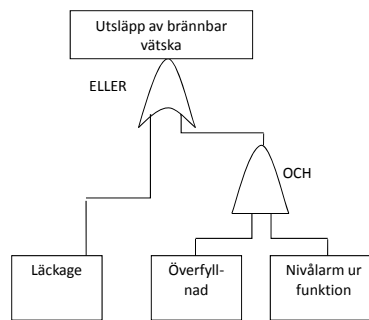 Utsläpp av brännbar
vätska
ELLER
OCH
Läckage
Överfyll-
nad
Nivålarm ur
funktion